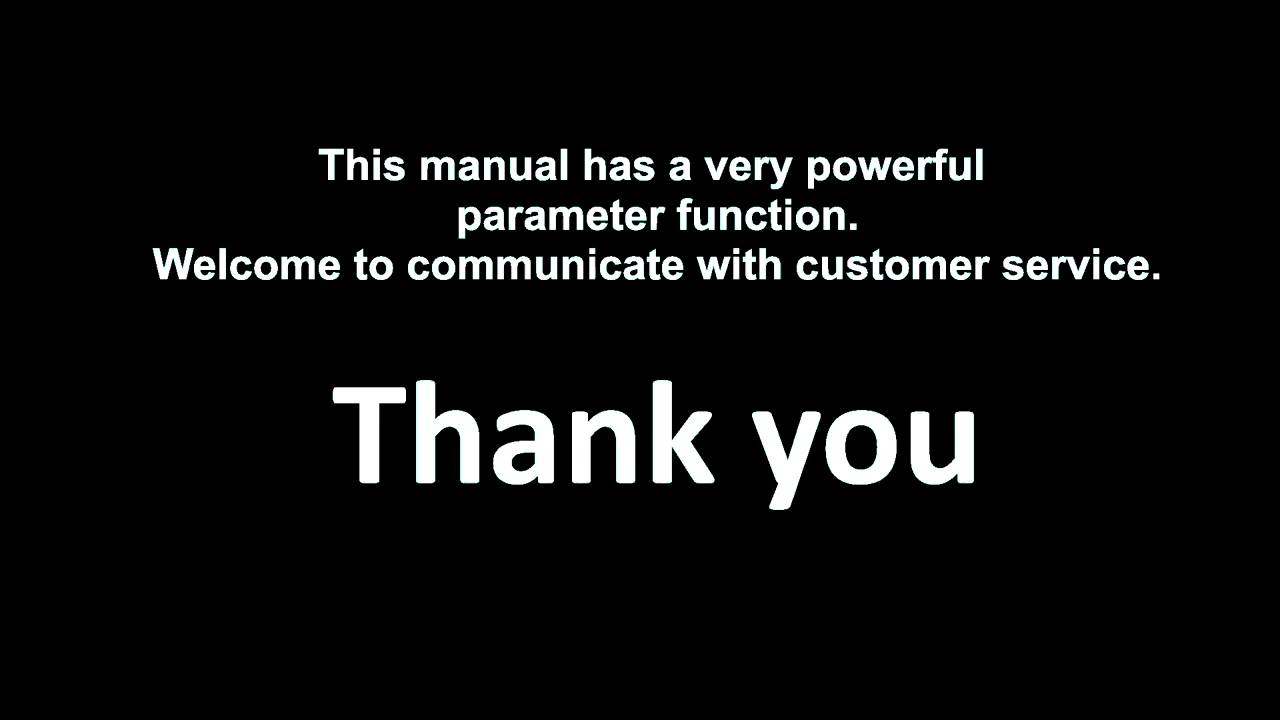 This manual has a very powerful
parameter function.
Welcome to communicate with customer service.
Thank you